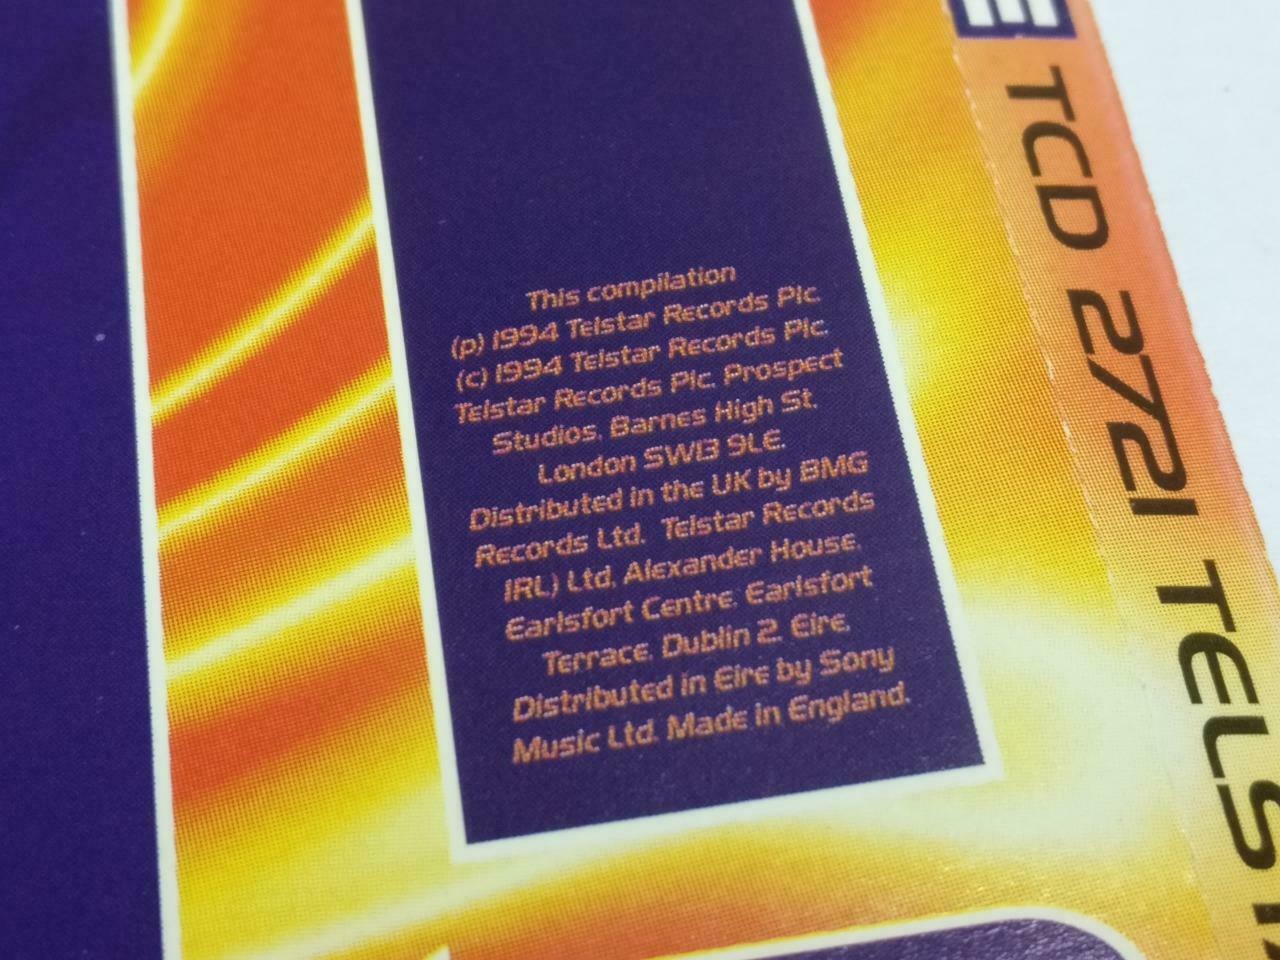 This compilation
(p) 1994 Telstar Records Plc.
(c) 1994 Telstar Records Plc.
Telstar Records Plc. Prospect
Studios, Barnes High St.
London SW13 9LE.
Distributed in the UK by BMG
Records Ltd. Telstar Records
IRL) Ltd, Alexander House,
Earlsfort Centre, Earlsfort
Terrace, Dublin 2. Eire,
Distributed in Eire by Sony
Music Ltd. Made in England.
E TCD 2721 TELST